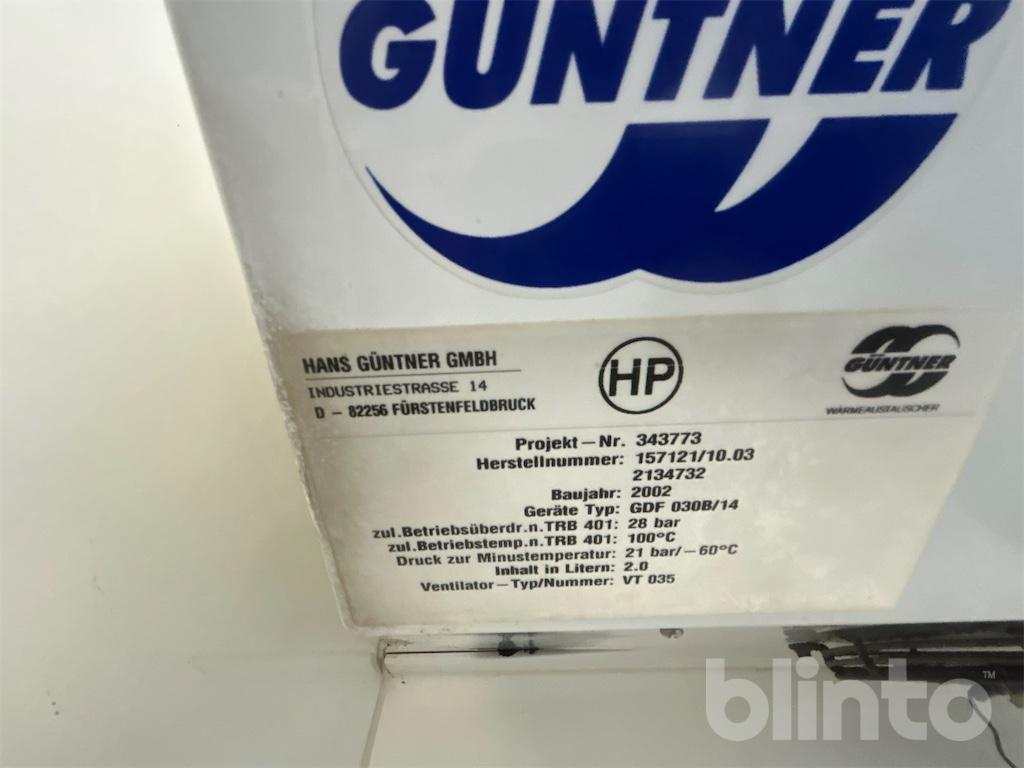 GÜNTNER
HANS GÜNTNER GMBH
INDUSTRIESTRASSE 14
D - 82256 FÜRSTENFELDBRUCK
HP
GÜNTNER
WÄRMEAUSTAUSCHER
Projekt-Nr. 343773
Herstellnummer: 157121/10.03
2134732
Baujahr: 2002
Geräte Typ: GDF 030B/14
zul.Betriebsüberdr.n.TRB 401: 28 bar
zul.Betriebstemp.n.TRB 401: 100°C
Druck zur Minustemperatur: 21 bar/-60°C
Inhalt in Litern: 2.0
Ventilator-Typ/Nummer: VT 035
blinto™